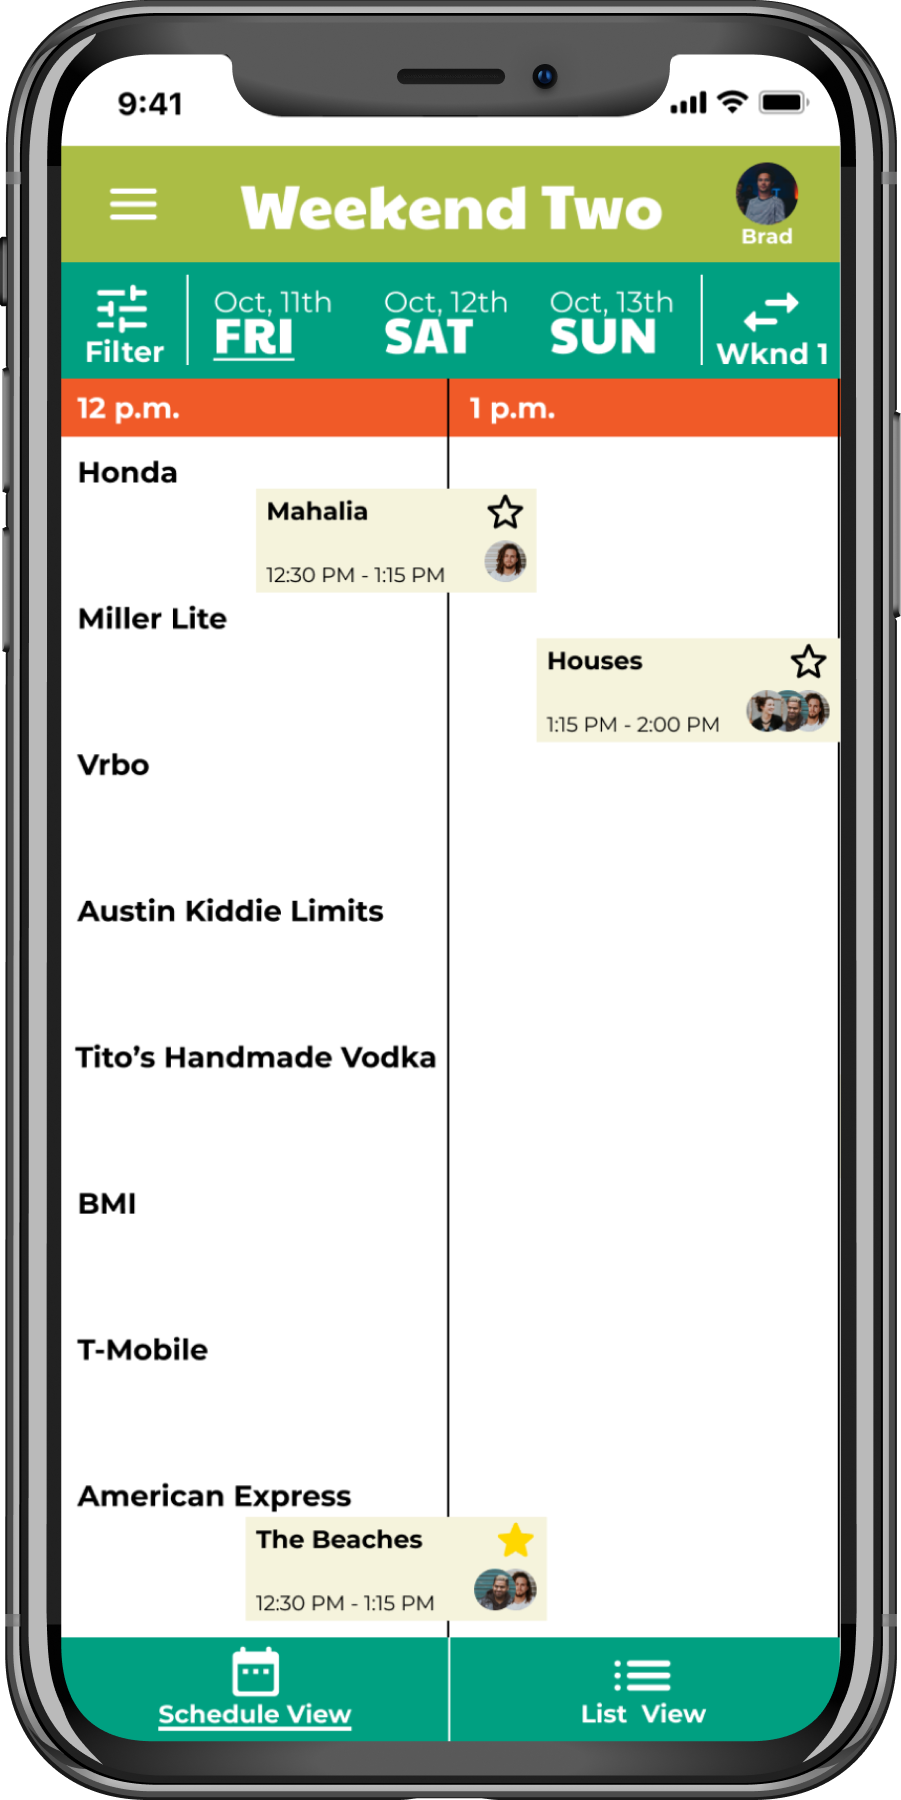 9:41
Weekend Two
Brad
Filter
Oct, 11th
FRI
Oct, 12th
SAT
Oct, 13th
SUN
Wknd 1
12 p.m.
1 p.m.
Honda
Mahalia
12:30 PM - 1:15 PM
Miller Lite
Houses
1:15 PM - 2:00 PM
Vrbo
Austin Kiddie Limits
Tito’s Handmade Vodka
BMI
T-Mobile
American Express
The Beaches
12:30 PM - 1:15 PM
Schedule View
List View